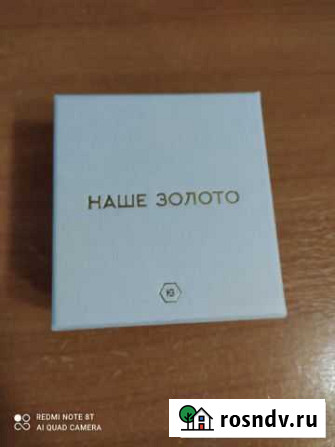 НАШЕ ЗОЛОТО
REDMI NOTE 8T
AI QUAD CAMERA
rosndv.ru